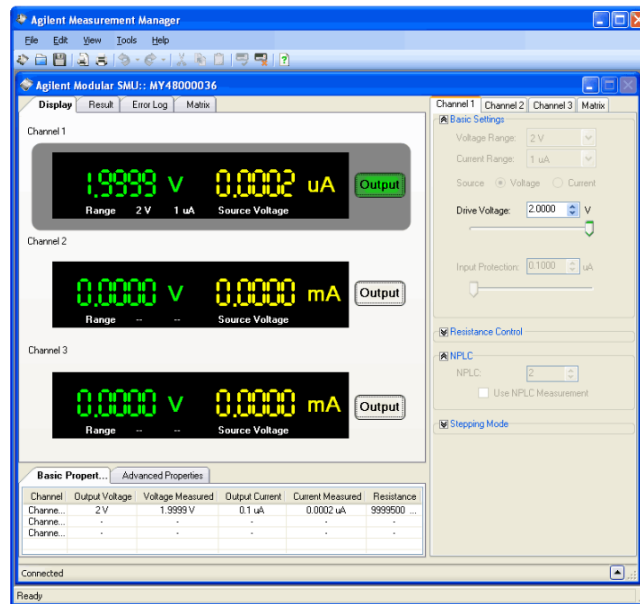 Agilent Measurement Manager
File Edit View Tools Help
Agilent Modular SMU:: MY48000036
Display Result Error Log Matrix
Channel 1
1.9999 V 0.0002 uA Output
Range 2 V 1 uA Source Voltage
Channel 2
0.0000 V 0.0000 mA Output
Range -- -- Source Voltage
Channel 3
0.0000 V 0.0000 mA Output
Range -- -- Source Voltage
Basic Propert... Advanced Properties
Channel Output Voltage Voltage Measured Output Current Current Measured Resistance
Channe... 2 V 1.9999 V 0.1 uA 0.0002 uA 9999500 ...
Channe... - - - - -
Channe... - - - - -
Channel 1 Channel 2 Channel 3 Matrix
Basic Settings
Voltage Range: 2 V
Current Range: 1 uA
Source Voltage Current
Drive Voltage: 2.0000 V
Input Protection: 0.1000 uA
Resistance Control
NPLC
NPLC: 2
Use NPLC Measurement
Stepping Mode
Connected
Ready